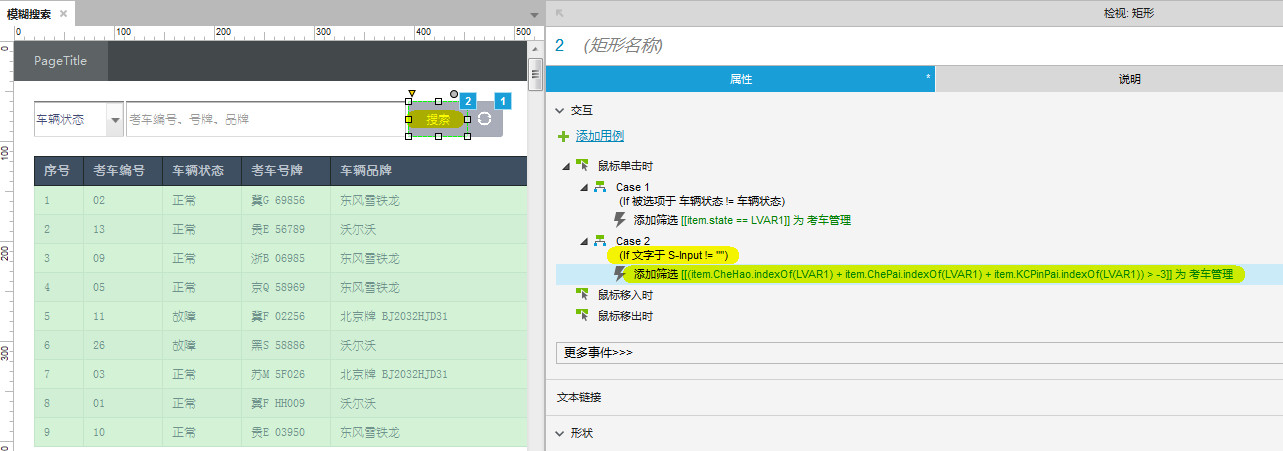 模糊搜索
0 100 200 300 400 500
检视: 矩形
0
PageTitle
2 (矩形名称)
属性 *
说明
交互
添加用例
车辆状态
考车编号、号牌、品牌
搜索
2
1
100
鼠标单击时
Case 1
(If 被选项于 车辆状态 != 车辆状态)
添加筛选 [[item.state == LVAR1]] 为 考车管理
Case 2
(If 文字于 S-Input != "")
添加筛选 [[(item.CheHao.indexOf(LVAR1) + item.ChePai.indexOf(LVAR1) + item.KCPinPai.indexOf(LVAR1)) > -3]] 为 考车管理
鼠标移入时
鼠标移出时
更多事件>>>
文本链接
形状
序号 考车编号 车辆状态 考车号牌 车辆品牌
1 02 正常 冀G 69856 东风雪铁龙
2 13 正常 贵E 56789 沃尔沃
200
3 09 正常 浙B 06985 东风雪铁龙
4 05 正常 京Q 58969 东风雪铁龙
5 11 故障 冀F 02256 北京牌 BJ2032HJD31
6 26 故障 黑S 58886 沃尔沃
300
7 03 正常 苏M 5F026 北京牌 BJ2032HJD31
8 01 正常 冀F HH009 沃尔沃
9 10 正常 贵E 03950 东风雪铁龙